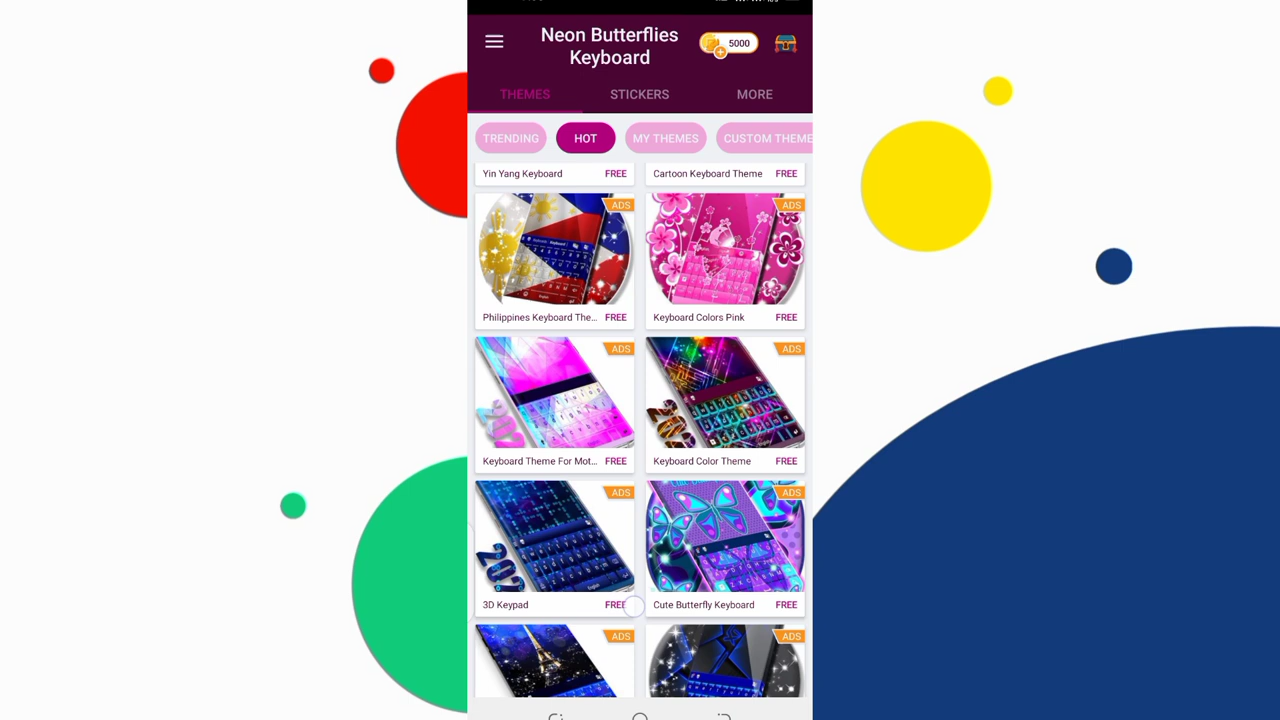 Neon Butterflies
Keyboard
5000
THEMES STICKERS MORE
TRENDING HOT MY THEMES CUSTOM THEME
Yin Yang Keyboard FREE Cartoon Keyboard Theme FREE
ADS ADS
Philippines Keyboard The... FREE Keyboard Colors Pink FREE
ADS ADS
Keyboard Theme For Mot... FREE Keyboard Color Theme FREE
ADS ADS
3D Keypad FREE Cute Butterfly Keyboard FREE
ADS ADS